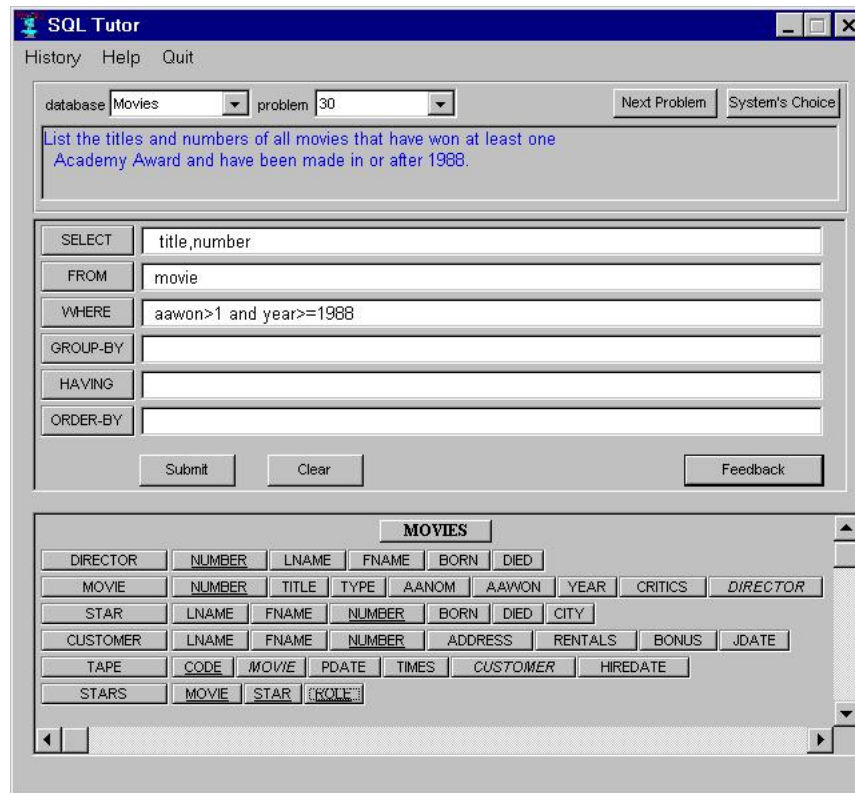 SQL Tutor
History Help Quit
database Movies problem 30 Next Problem System's Choice
List the titles and numbers of all movies that have won at least one
Academy Award and have been made in or after 1988.
SELECT title,number
FROM movie
WHERE aawon>1 and year>=1988
GROUP-BY
HAVING
ORDER-BY
Submit Clear Feedback
MOVIES
DIRECTOR NUMBER LNAME FNAME BORN DIED
MOVIE NUMBER TITLE TYPE AANOM AAWON YEAR CRITICS DIRECTOR
STAR LNAME FNAME NUMBER BORN DIED CITY
CUSTOMER LNAME FNAME NUMBER ADDRESS RENTALS BONUS JDATE
TAPE CODE MOVIE PDATE TIMES CUSTOMER HIREDATE
STARS MOVIE STAR ROLE